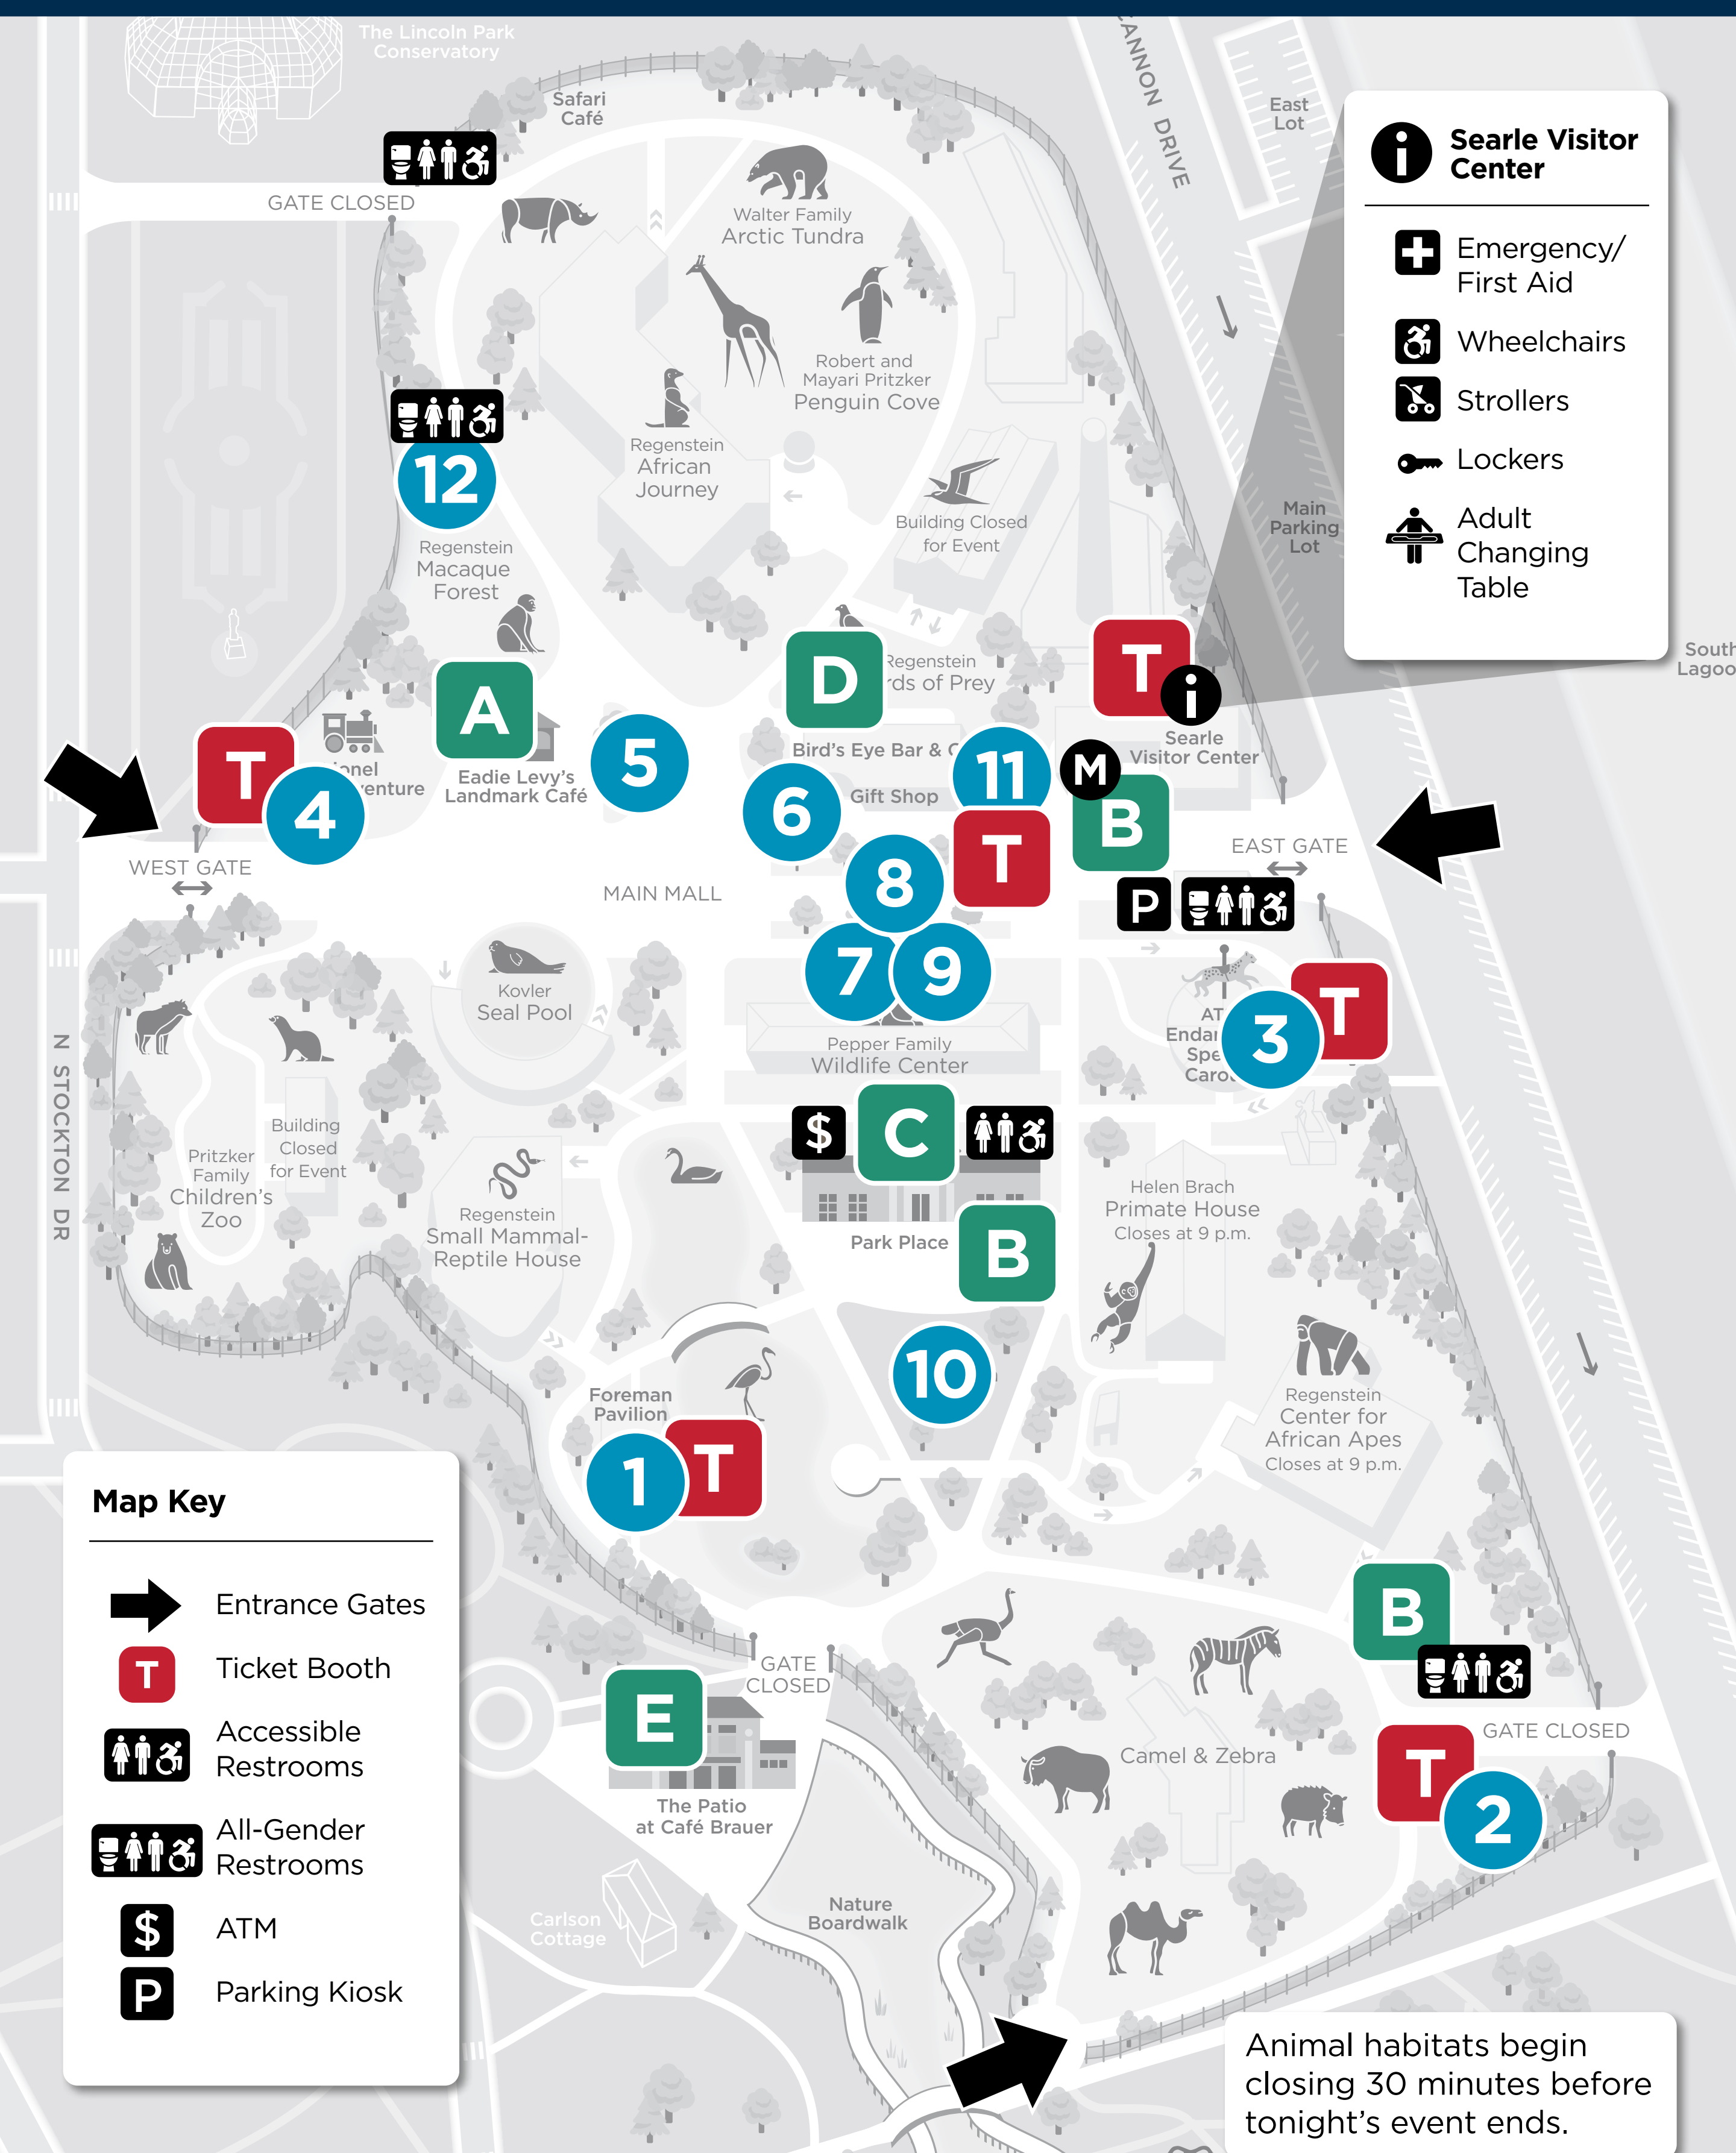 The Lincoln Park
Conservatory
Safari
Café
CANNON DRIVE
East
Lot
i
Searle Visitor
Center
Emergency/
First Aid
Wheelchairs
Strollers
Lockers
Adult
Changing
Table
GATE CLOSED
Walter Family
Arctic Tundra
Robert and
Mayari Pritzker
Penguin Cove
Regenstein
African
Journey
12
Building Closed
for Event
Main
Parking
Lot
Regenstein
Macaque
Forest
South
A
D
Regenstein
of Prey
T
i
Searle
Visitor Center
T
4
Eadie Levy's
Landmark Café
5
Bird's Eye Bar &
Gift Shop
6
11
M
B
T
8
WEST GATE
MAIN MALL
EAST GATE
P
7
9
Kovler
Seal Pool
Pepper Family
Wildlife Center
3
T
N STOCKTON DR
$
C
Building
Closed
for Event
Pritzker
Family
Children's
Zoo
Regenstein
Small Mammal-
Reptile House
Helen Brach
Primate House
Closes at 9 p.m.
Park Place
B
10
Foreman
Pavilion
1
T
Regenstein
Center for
African Apes
Closes at 9 p.m.
Map Key
Entrance Gates
T
Ticket Booth
Accessible
Restrooms
All-Gender
Restrooms
$
ATM
P
Parking Kiosk
B
GATE
CLOSED
E
The Patio
at Café Brauer
GATE CLOSED
T
2
Camel & Zebra
Carlson
Cottage
Nature
Boardwalk
Animal habitats begin
closing 30 minutes before
tonight's event ends.